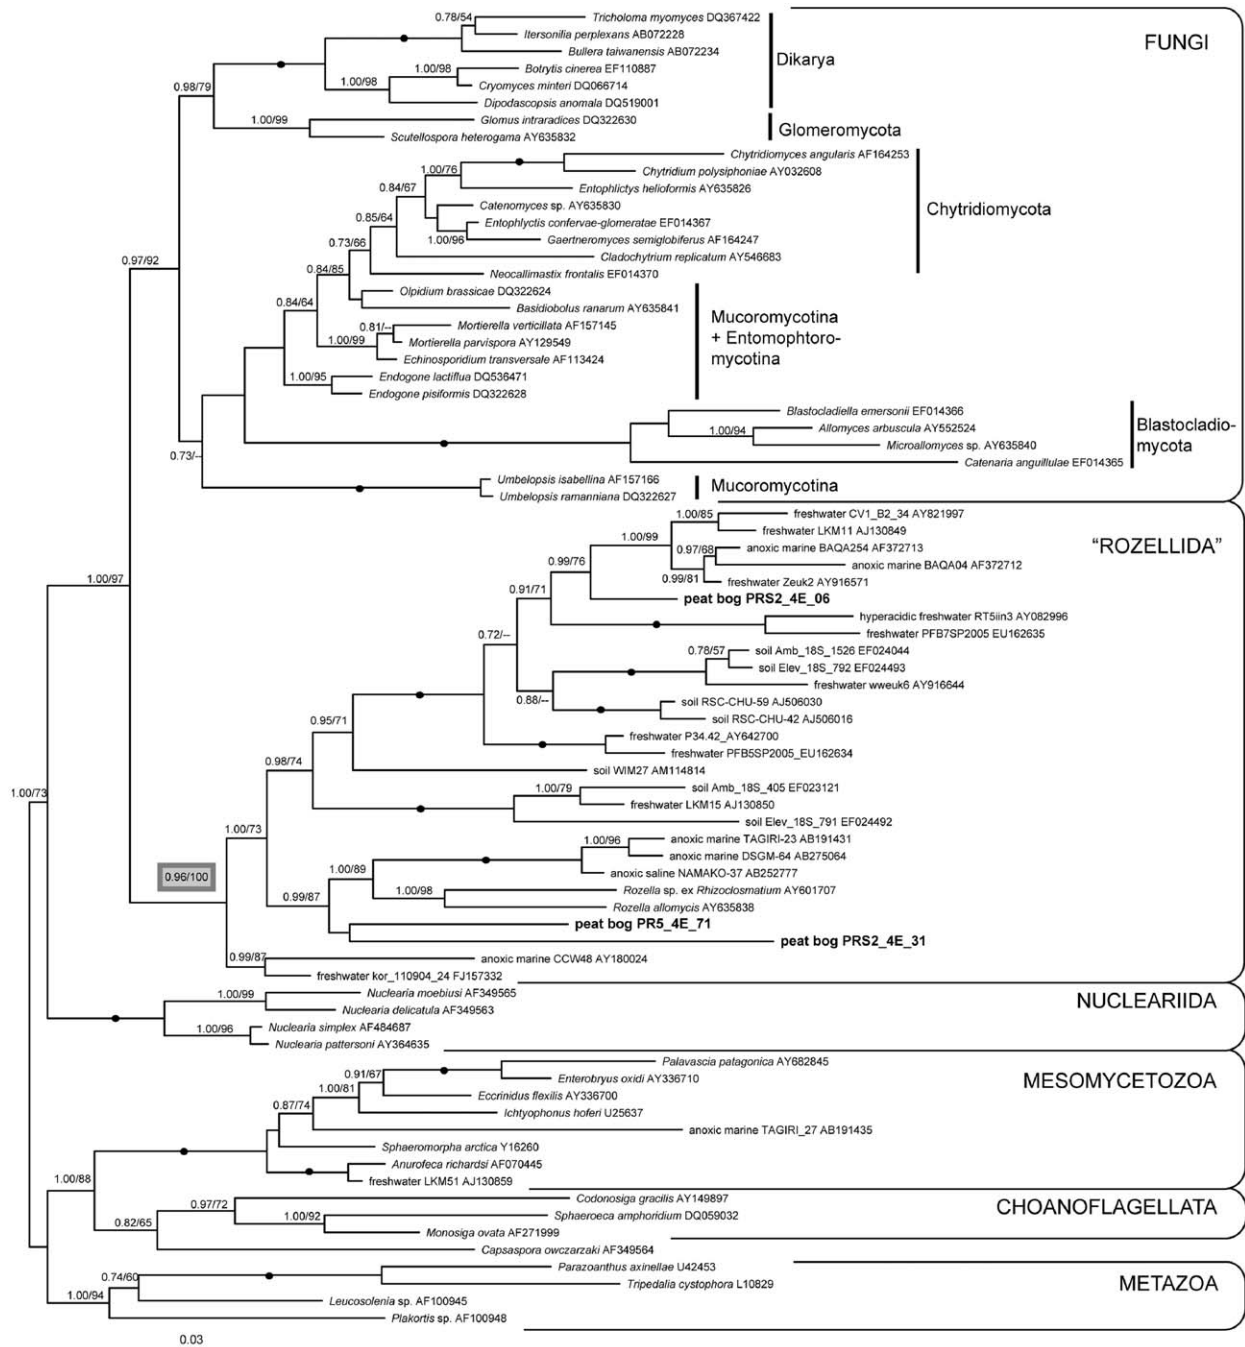 0.78/54
Tricholoma myomyces DQ367422
Itersonilia perplexans AB072228
Bullera taiwanensis AB072234
1.00/98
Botrytis cinerea EF110887
1.00/98
Cryomyces minteri DQ066714
Dipodascopsis anomala DQ519001
Dikarya
FUNGI
0.98/79
1.00/99
Glomus intraradices DQ322630
Scutellospora heterogama AY635832
Glomeromycota
Chytridiomyces angularis AF164253
1.00/76
Chytridium polysiphoniae AY032608
Entophlictys helioformis AY635826
0.84/67
Catenomyces sp. AY635830
0.85/64
Entophlyctis confervae-glomeratae EF014367
1.00/96
Gaertneromyces semiglobiferus AF164247
0.73/66
Cladochytrium replicatum AY546683
0.84/85
Neocallimastix frontalis EF014370
Chytridiomycota
0.97/92
Olpidium brassicae DQ322624
0.84/64
Basidiobolus ranarum AY635841
0.81/--
Mortierella verticillata AF157145
1.00/99
Mortierella parvispora AY129549
Echinosporidium transversale AF113424
1.00/95
Endogone lactiflua DQ536471
Endogone pisiformis DQ322628
Mucoromycotina
+ Entomophtoro-
mycotina
Blastocladiella emersonii EF014366
1.00/94
Allomyces arbuscula AY552524
Microallomyces sp. AY635840
Catenaria anguillulae EF014365
Blastocladio-
mycota
0.73/--
Umbelopsis isabellina AF157166
Umbelopsis ramanniana DQ322627
Mucoromycotina
1.00/85
freshwater CV1_B2_34 AY821997
freshwater LKM11 AJ130849
1.00/99
0.97/68
anoxic marine BAQA254 AF372713
anoxic marine BAQA04 AF372712
0.99/76
0.99/81
freshwater Zeuk2 AY916571
"ROZELLIDA"
1.00/97
0.91/71
peat bog PRS2_4E_06
hyperacidic freshwater RT5iin3 AY082996
freshwater PFB7SP2005 EU162635
0.72/--
0.78/57
soil Amb_18S_1526 EF024044
soil Elev_18S_792 EF024493
freshwater wweuk6 AY916644
0.88/--
soil RSC-CHU-59 AJ506030
soil RSC-CHU-42 AJ506016
0.95/71
freshwater P34.42_AY642700
freshwater PFB5SP2005_EU162634
0.98/74
soil WIM27 AM114814
1.00/79
soil Amb_18S_405 EF023121
freshwater LKM15 AJ130850
soil Elev_18S_791 EF024492
1.00/73
1.00/73
1.00/96
anoxic marine TAGIRI-23 AB191431
anoxic marine DSGM-64 AB275064
anoxic saline NAMAKO-37 AB252777
0.96/100
1.00/89
1.00/98
Rozella sp. ex Rhizoclosmatium AY601707
Rozella allomycis AY635838
0.99/87
peat bog PR5_4E_71
peat bog PRS2_4E_31
0.99/87
anoxic marine CCW48 AY180024
freshwater kor_110904_24 FJ157332
1.00/99
Nuclearia moebiusi AF349565
Nuclearia delicatula AF349563
1.00/96
Nuclearia simplex AF484687
Nuclearia pattersoni AY364635
NUCLEARIIDA
Palavascia patagonica AY682845
0.91/67
Enterobryus oxidi AY336710
1.00/81
Eccrinidus flexilis AY336700
0.87/74
Ichtyophonus hoferi U25637
anoxic marine TAGIRI_27 AB191435
Sphaeromorpha arctica Y16260
Anurofeca richardsi AF070445
freshwater LKM51 AJ130859
MESOMYCETOZOA
1.00/88
0.97/72
Codonosiga gracilis AY149897
1.00/92
Sphaeroeca amphoridium DQ059032
0.82/65
Monosiga ovata AF271999
Capsaspora owczarzaki AF349564
CHOANOFLAGELLATA
Parazoanthus axinellae U42453
0.74/60
Tripedalia cystophora L10829
1.00/94
Leucosolenia sp. AF100945
Plakortis sp. AF100948
METAZOA
0.03